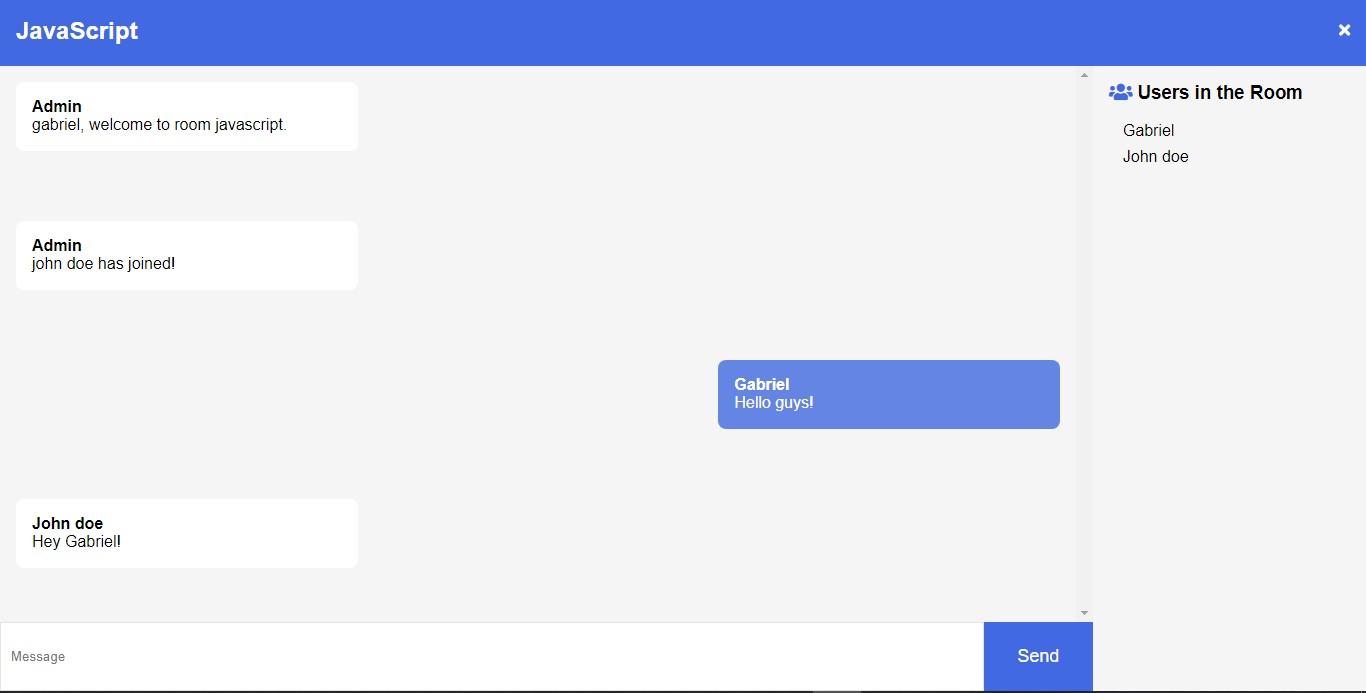 JavaScript
Admin
gabriel, welcome to room javascript.
Admin
john doe has joined!
Gabriel
Hello guys!
John doe
Hey Gabriel!
Message
Send
Users in the Room
Gabriel
John doe